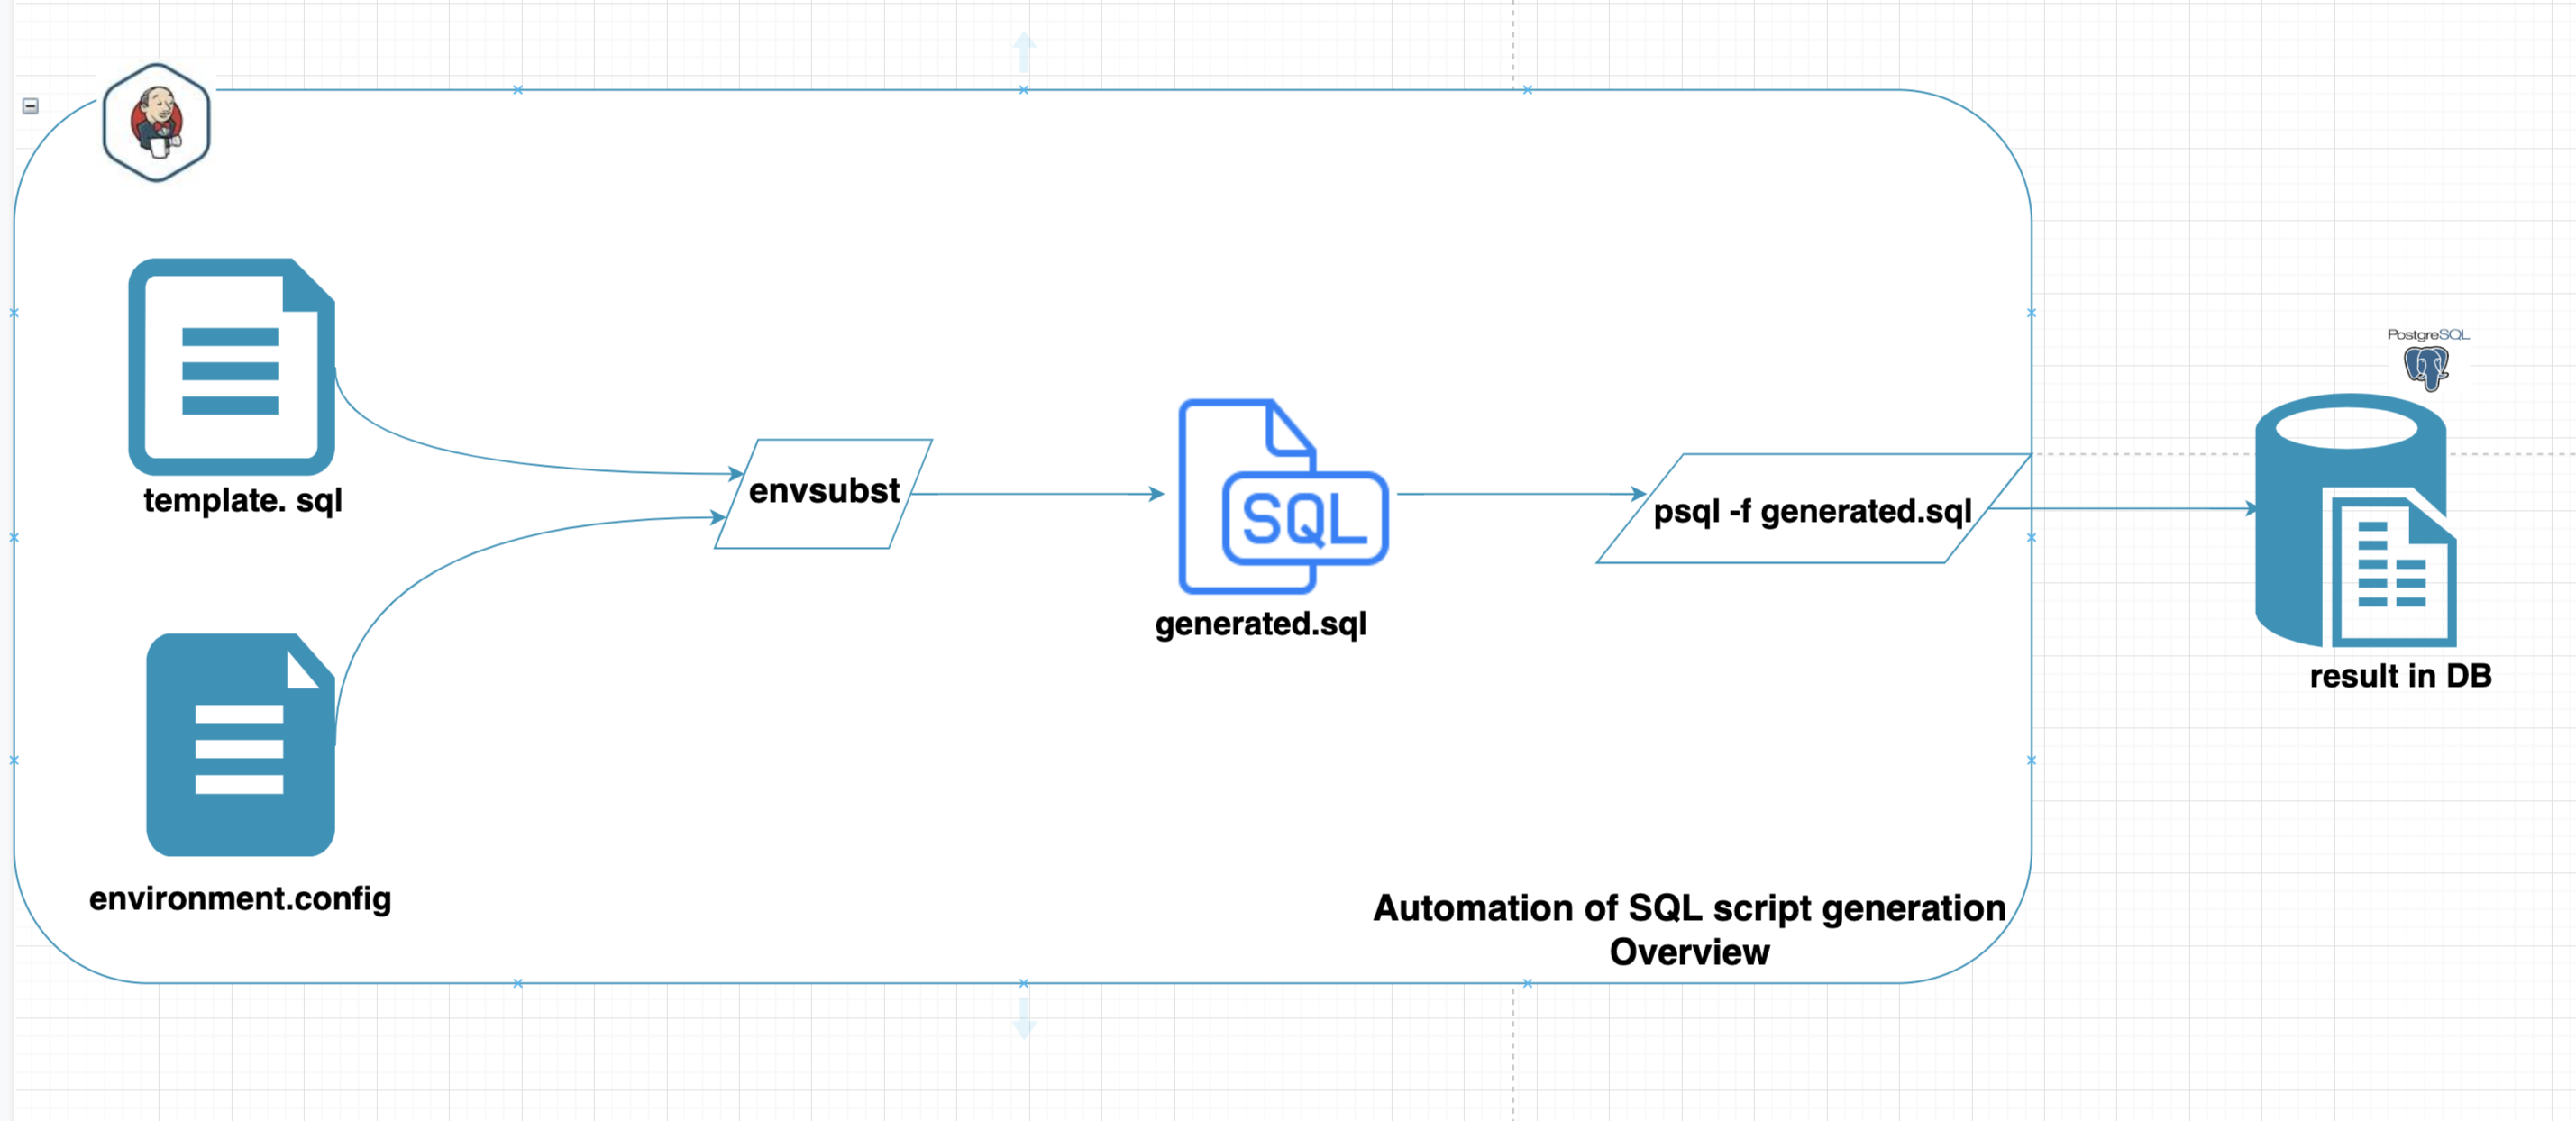 template. sql
environment.config
envsubst
SQL
generated.sql
psql -f generated.sql
PostgreSQL
result in DB
Automation of SQL script generation
Overview